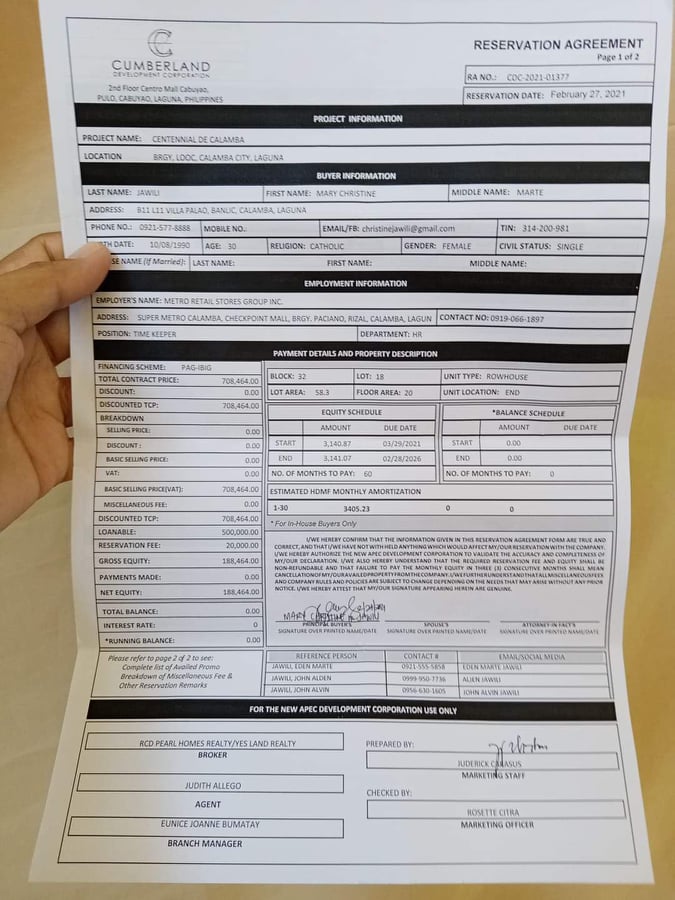 CUMBERLAND
DEVELOPMENT CORPORATION
2nd Floor Centro Mall Cabuyao,
PULO, CABUYAO, LAGUNA, PHILIPPINES
RESERVATION AGREEMENT
Page 1 of 2
RA NO.: CDC-2021-01377
RESERVATION DATE: February 27, 2021
PROJECT INFORMATION
PROJECT NAME: CENTENNIAL DE CALAMBA
LOCATION BRGY, LDOC, CALAMBA CITY, LAGUNA
BUYER INFORMATION
LAST NAME: JAWILI FIRST NAME: MARY CHRISTINE MIDDLE NAME: MARTE
ADDRESS: B11 L11 VILLA PALAO, BANLIC, CALAMBA, LAGUNA
PHONE NO.: 0921-577-8888 MOBILE NO.: EMAIL/FB: christinejawili@gmail.com TIN: 314-200-981
TH DATE: 10/08/1990 AGE: 30 RELIGION: CATHOLIC GENDER: FEMALE CIVIL STATUS: SINGLE
SE NAME (If Married): LAST NAME: FIRST NAME: MIDDLE NAME:
EMPLOYMENT INFORMATION
EMPLOYER'S NAME: METRO RETAIL STORES GROUP INC.
ADDRESS: SUPER METRO CALAMBA, CHECKPOINT MALL, BRGY. PACIANO, RIZAL, CALAMBA, LAGUN CONTACT NO: 0919-066-1897
POSITION: TIME KEEPER DEPARTMENT: HR
PAYMENT DETAILS AND PROPERTY DESCRIPTION
FINANCING SCHEME: PAG-IBIG
TOTAL CONTRACT PRICE: 708,464.00
DISCOUNT: 0.00
DISCOUNTED TCP: 708,464.00
BREAKDOWN
SELLING PRICE: 0.00
DISCOUNT : 0.00
BASIC SELLING PRICE: 0.00
VAT: 0.00
BASIC SELLING PRICE(VAT): 708,464.00
MISCELLANEOUS FEE: 0.00
DISCOUNTED TCP: 708,464.00
LOANABLE: 500,000.00
RESERVATION FEE: 20,000.00
GROSS EQUITY: 188,464.00
PAYMENTS MADE: 0.00
NET EQUITY: 188,464.00
TOTAL BALANCE: 0.00
INTEREST RATE: 0
*RUNNING BALANCE: 0.00
BLOCK: 32 LOT: 18 UNIT TYPE: ROWHOUSE
LOT AREA: 58.3 FLOOR AREA: 20 UNIT LOCATION: END
EQUITY SCHEDULE
AMOUNT DUE DATE
START 3,140.87 03/29/2021
END 3,141.07 02/28/2026
NO. OF MONTHS TO PAY: 60
*BALANCE SCHEDULE
AMOUNT DUE DATE
START 0.00
END 0.00
NO. OF MONTHS TO PAY: 0
ESTIMATED HDMF MONTHLY AMORTIZATION
1-30 3405.23 0 0
* For In-House Buyers Only
I/WE HEREBY CONFIRM THAT THE INFORMATION GIVEN IN THIS RESERVATION AGREEMENT FORM ARE TRUE AND
CORRECT, AND THAT I/WE HAVE NOT WITH HELD ANYTHING WHICH WOULD AFFECT MY/OUR RESERVATION WITH THE COMPANY.
I/WE HEREBY AUTHORIZE THE NEW APEC DEVELOPMENT CORPORATION TO VALIDATE THE ACCURACY AND COMPLETENESS OF
MY/OUR DECLARATION. I/WE ALSO HEREBY UNDERSTAND THAT THE REQUIRED RESERVATION FEE AND EQUITY SHALL BE
NON-REFUNDABLE AND THAT FAILURE TO PAY THE MONTHLY EQUITY IN THREE (3) CONSECUTIVE MONTHS SHALL MEAN
CANCELLATION OF MY/OUR AVAILED PROPERTY FROM THE COMPANY. I/WE FURTHER UNDERSTAND THAT ALL MISCELLANEOUS FEES
AND COMPANY RULES AND POLICIES ARE SUBJECT TO CHANGE DEPENDING ON THE NEEDS THAT MAY ARISE WITHOUT ANY PRIOR
NOTICE. I/WE HEREBY ATTEST THAT MY/OUR SIGNATURE APPEARING HEREIN ARE GENUINE.
MARY CHRISTINE M JAWILI
PRINCIPAL BUYER'S SPOUSE'S ATTORNEY-IN-FACT'S
SIGNATURE OVER PRINTED NAME/DATE SIGNATURE OVER PRINTED NAME/DATE SIGNATURE OVER PRINTED NAME/DATE
Please refer to page 2 of 2 to see:
Complete list of Availed Promo
Breakdown of Miscellaneous Fee &
Other Reservation Remarks
REFERENCE PERSON CONTACT # EMAIL/SOCIAL MEDIA
JAWILI, EDEN MARTE 0921-555-5858 EDEN MARTE JAWILI
JAWILI, JOHN ALDEN 0999-950-7736 ALIEN JAWILI
JAWILI, JOHN ALVIN 0956-630-1605 JOHN ALVIN JAWILI
FOR THE NEW APEC DEVELOPMENT CORPORATION USE ONLY
RCD PEARL HOMES REALTY/YES LAND REALTY
BROKER
JUDITH ALLEGO
AGENT
EUNICE JOANNE BUMATAY
BRANCH MANAGER
PREPARED BY:
JUDERICK CARASUS
MARKETING STAFF
CHECKED BY:
ROSETTE CITRA
MARKETING OFFICER